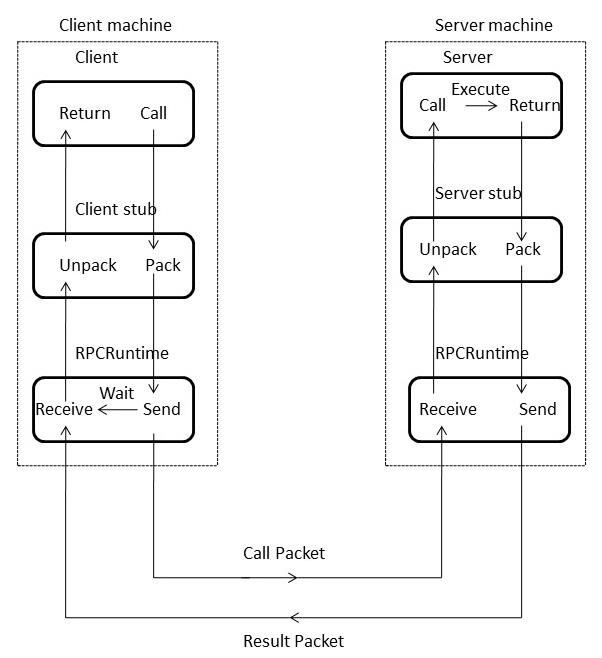 Client machine
Server machine
Client
Server
Execute
Return Call
Call Return
Client stub
Server stub
Unpack Pack
Unpack Pack
RPCRuntime
RPCRuntime
Wait
Receive Send
Receive Send
Call Packet
Result Packet